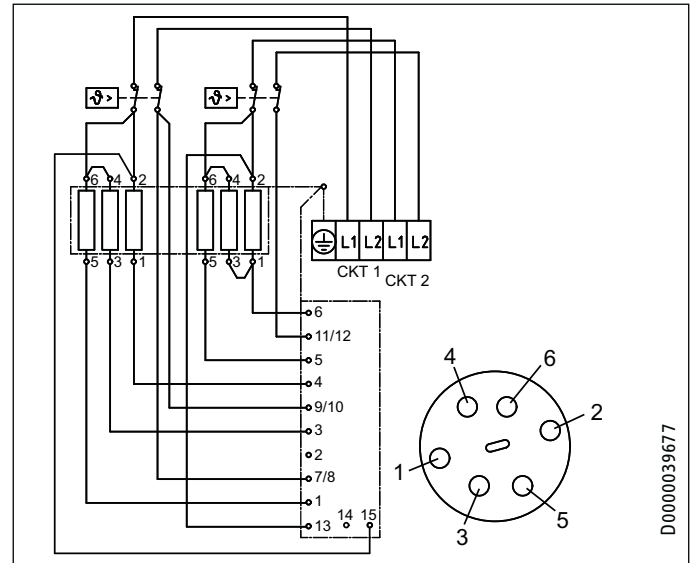 ϑ>
ϑ>
6 4 2 6 4 2
5 3 1 5 3 1
L1 L2 L1 L2
CKT 1 CKT 2
6
11/12
5
4
9/10
3
2
7/8
1
13 14 15
4 6
1 2
3 5
D0000039677